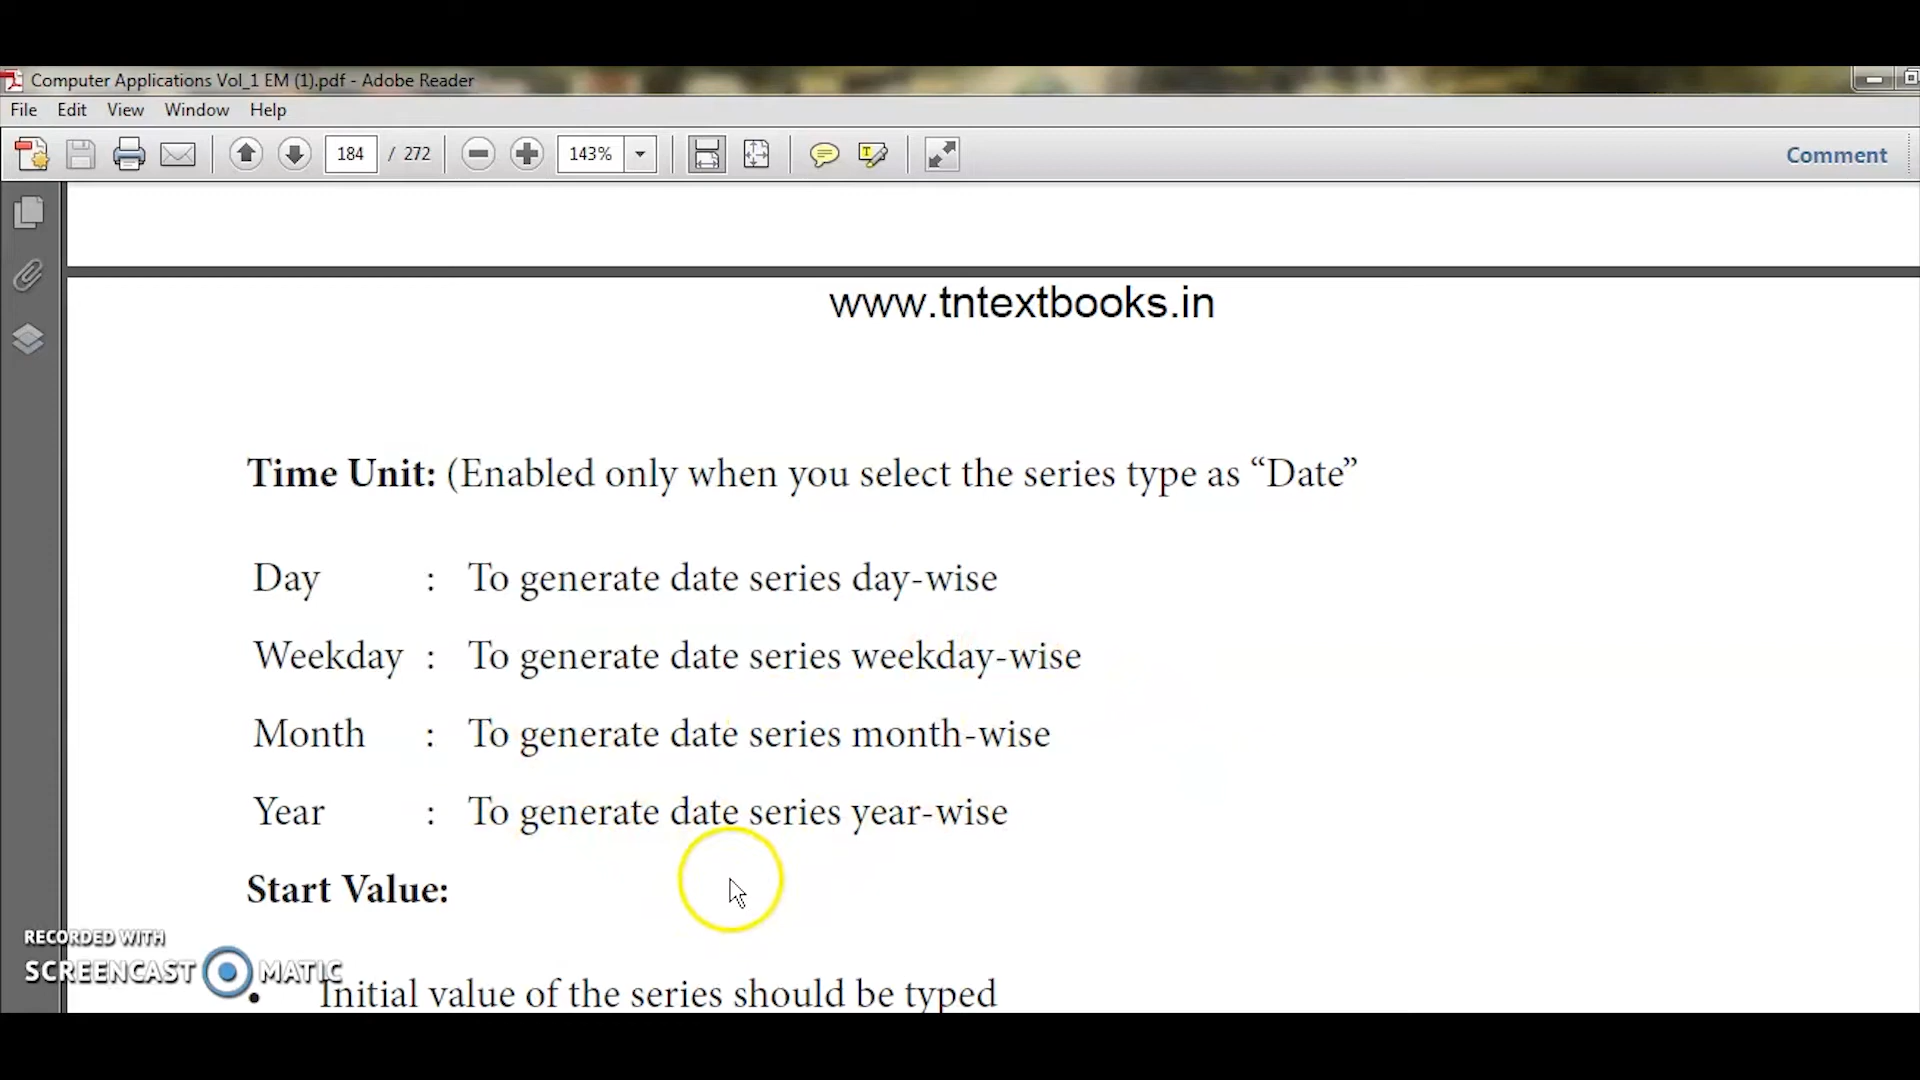 Computer Applications Vol_1 EM (1).pdf - Adobe Reader
File Edit View Window Help
184 / 272 143% Comment
www.tntextbooks.in
Time Unit: (Enabled only when you select the series type as “Date”
Day : To generate date series day-wise
Weekday : To generate date series weekday-wise
Month : To generate date series month-wise
Year : To generate date series year-wise
Start Value:
RECORDED WITH
SCREENCAST MATIC
• Initial value of the series should be typed